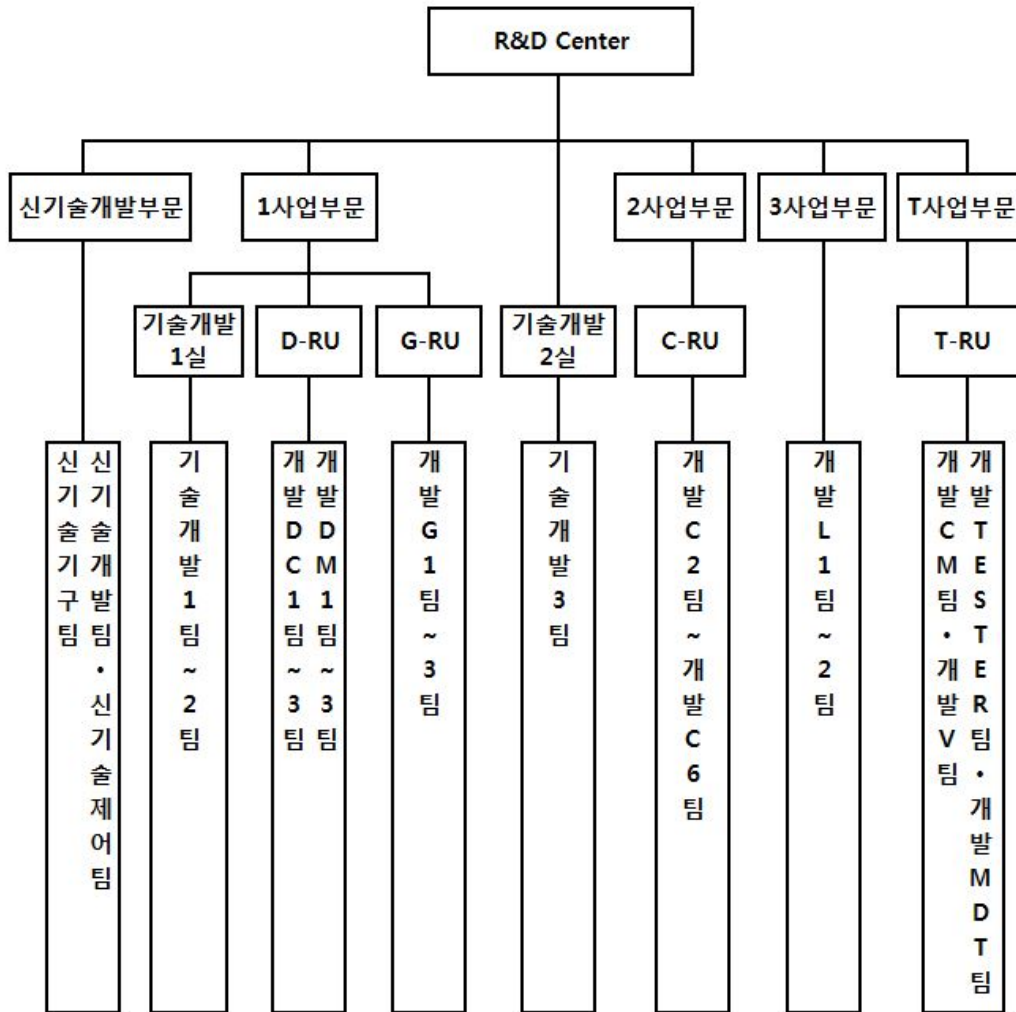 R&D Center
신기술개발부문
1사업부문
2사업부문
3사업부문
T사업부문
기술개발
1실
D-RU
G-RU
기술개발
2실
C-RU
T-RU
신기술개발팀·신기술제어팀
신기술기구팀
기술개발1팀~2팀
개발DM1팀~3팀
개발DC1팀~3팀
개발G1팀~3팀
기술개발3팀
개발C2팀~개발C6팀
개발L1팀~2팀
개발TESTER팀·개발MDT팀
개발CM팀·개발V팀